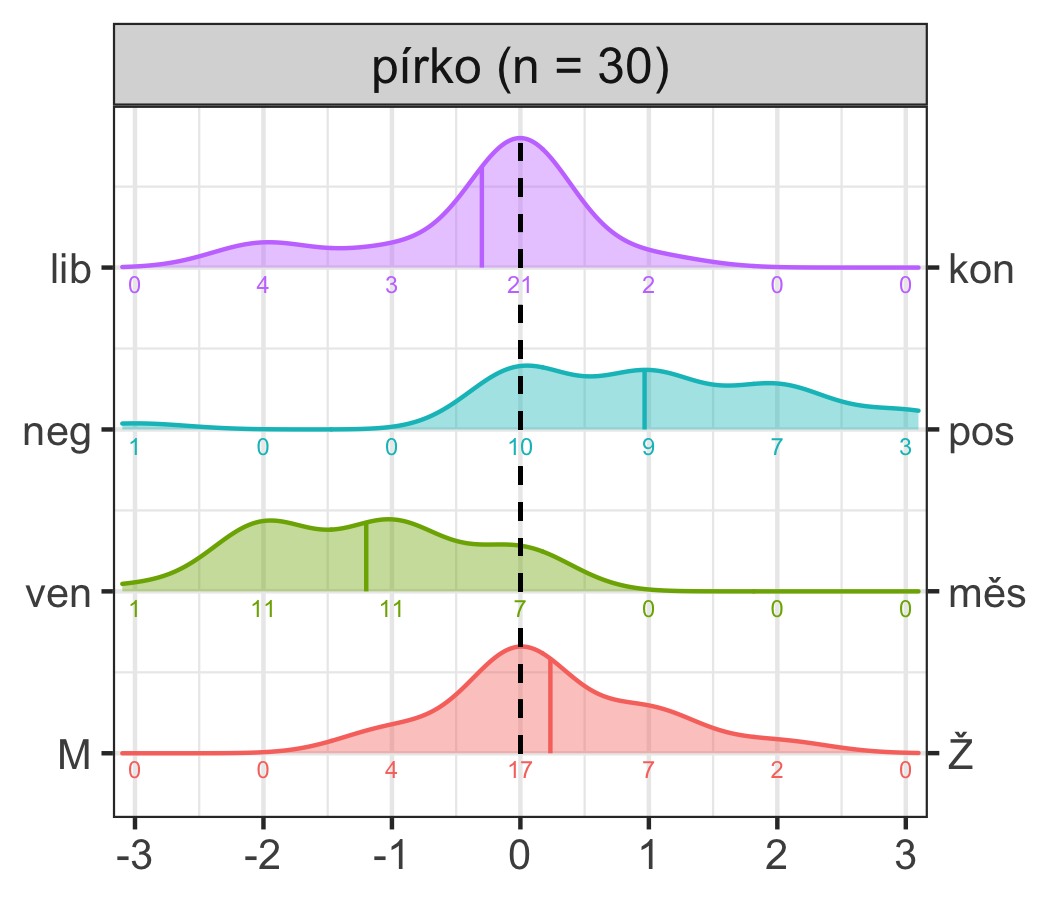 pírko (n = 30)
lib kon
0 4 3 21 2 0 0
neg pos
1 0 0 10 9 7 3
ven měs
1 11 11 7 0 0 0
M Ž
0 0 4 17 7 2 0
-3 -2 -1 0 1 2 3